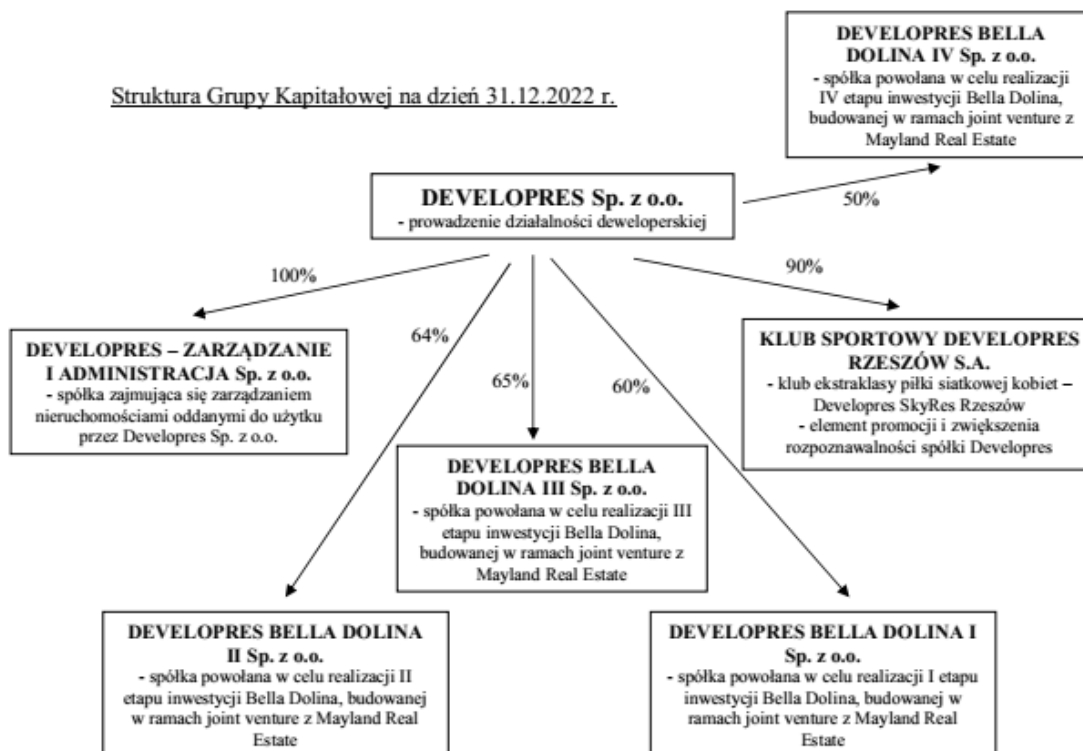 DEVELOPRES BELLA
DOLINA IV Sp. z o.o.
- spółka powołana w celu realizacji
IV etapu inwestycji Bella Dolina,
budowanej w ramach joint venture z
Mayland Real Estate
Struktura Grupy Kapitałowej na dzień 31.12.2022 r.
DEVELOPRES Sp. z o.o.
- prowadzenie działalności deweloperskiej
50%
100%
90%
64%
65%
60%
DEVELOPRES – ZARZĄDZANIE
I ADMINISTRACJA Sp. z o.o.
- spółka zajmująca się zarządzaniem
nieruchomościami oddanymi do użytku
przez Developres Sp. z o.o.
KLUB SPORTOWY DEVELOPRES
RZESZÓW S.A.
- klub ekstraklasy piłki siatkowej kobiet –
Developres SkyRes Rzeszów
- element promocji i zwiększenia
rozpoznawalności spółki Developres
DEVELOPRES BELLA
DOLINA III Sp. z o.o.
- spółka powołana w celu realizacji III
etapu inwestycji Bella Dolina,
budowanej w ramach joint venture z
Mayland Real Estate
DEVELOPRES BELLA DOLINA
II Sp. z o.o.
- spółka powołana w celu realizacji II
etapu inwestycji Bella Dolina, budowanej
w ramach joint venture z Mayland Real
Estate
DEVELOPRES BELLA DOLINA I
Sp. z o.o.
- spółka powołana w celu realizacji I etapu
inwestycji Bella Dolina, budowanej w
ramach joint venture z Mayland Real
Estate